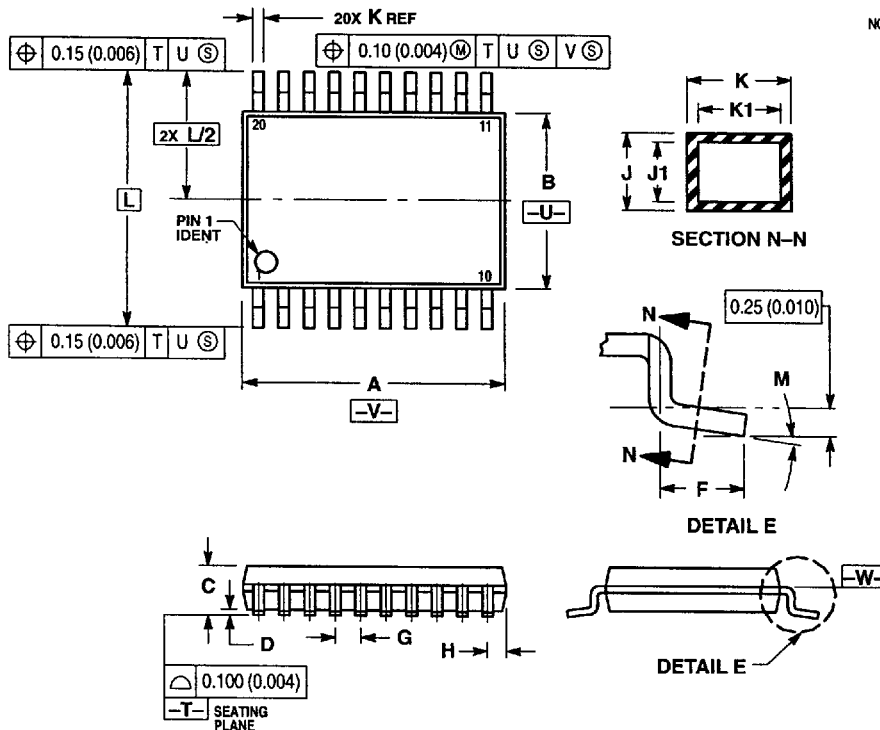 20X K REF
NO
⌖ 0.15 (0.006) T U Ⓢ
⌖ 0.10 (0.004) Ⓜ T U Ⓢ V Ⓢ
2X L/2
L
20
11
PIN 1
IDENT
1
10
B
–U–
K
K1
J
J1
SECTION N–N
⌖ 0.15 (0.006) T U Ⓢ
A
–V–
0.25 (0.010)
N
M
N
F
DETAIL E
C
D
G
H
–W–
DETAIL E
⌓ 0.100 (0.004)
–T– SEATING
PLANE